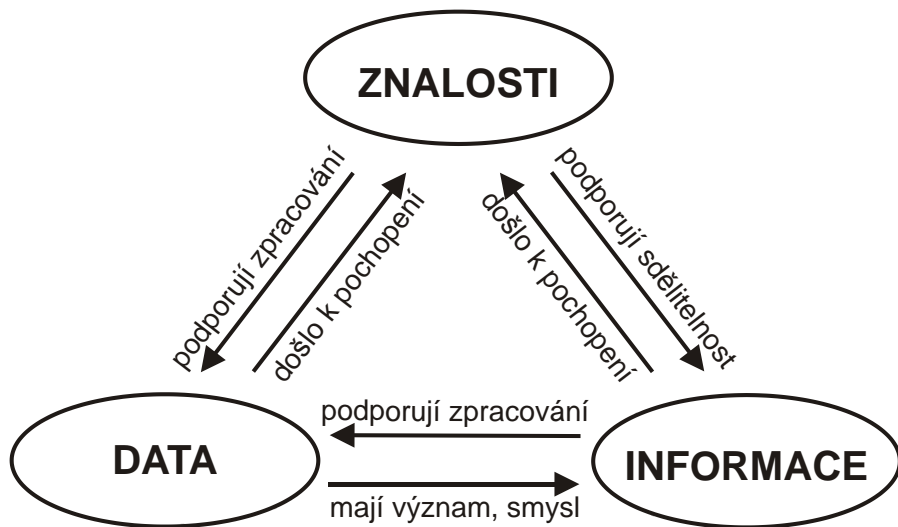 ZNALOSTI
podporují zpracování
došlo k pochopení
došlo k pochopení
podporují sdělitelnost
podporují zpracování
DATA
INFORMACE
mají význam, smysl